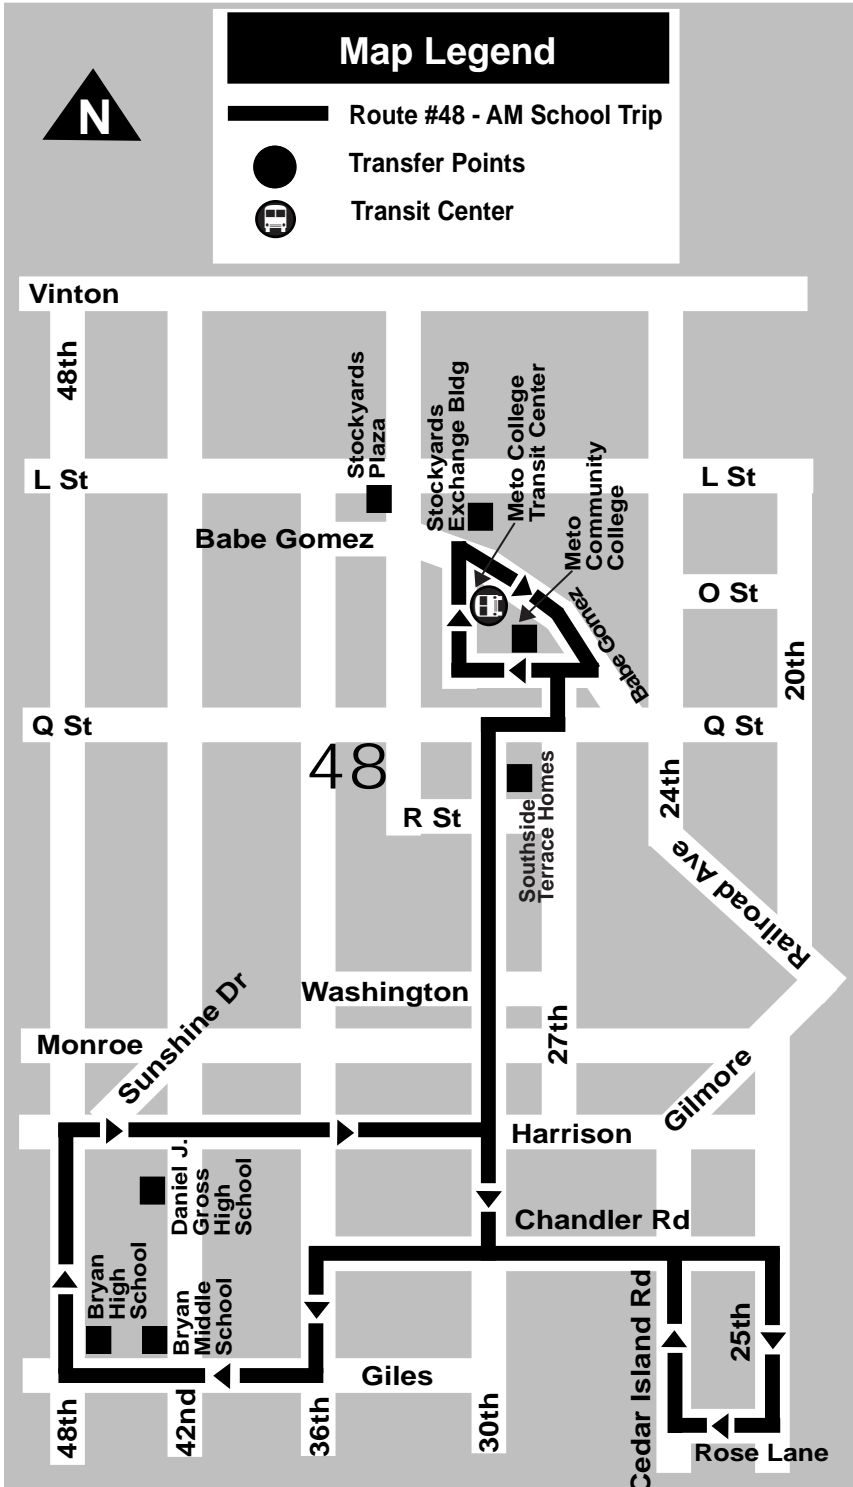 Map Legend
N
Route #48 - AM School Trip
Transfer Points
Transit Center
Vinton
48th
Stockyards
Plaza
Stockyards
Exchange Bldg
Meto College
Transit Center
Meto
Community
College
L St
L St
Babe Gomez
O St
Babe Gomez
20th
Q St
Q St
48
24th
R St
Southside
Terrace Homes
Railroad Ave
Washington
Sunshine Dr
27th
Monroe
Gilmore
Harrison
Daniel J.
Gross
High
School
Chandler Rd
Bryan
High
School
Bryan
Middle
School
Cedar Island Rd
25th
Giles
48th
42nd
36th
30th
Rose Lane